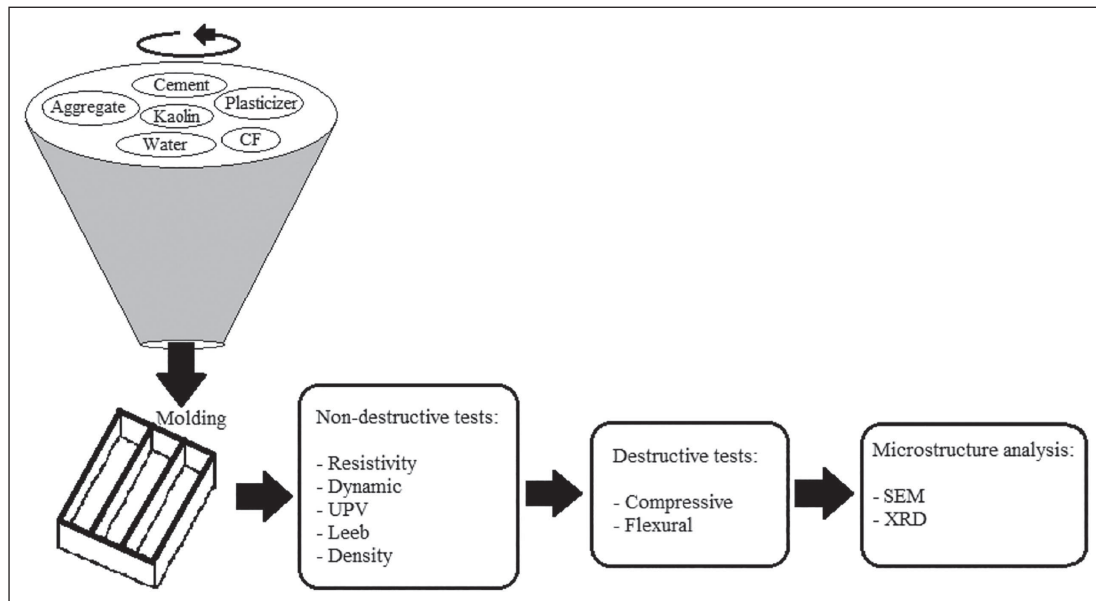 Cement
Aggregate
Plasticizer
Kaolin
Water
CF
Molding
Non-destructive tests:
- Resistivity
- Dynamic
- UPV
- Leeb
- Density
Destructive tests:
- Compressive
- Flexural
Microstructure analysis:
- SEM
- XRD